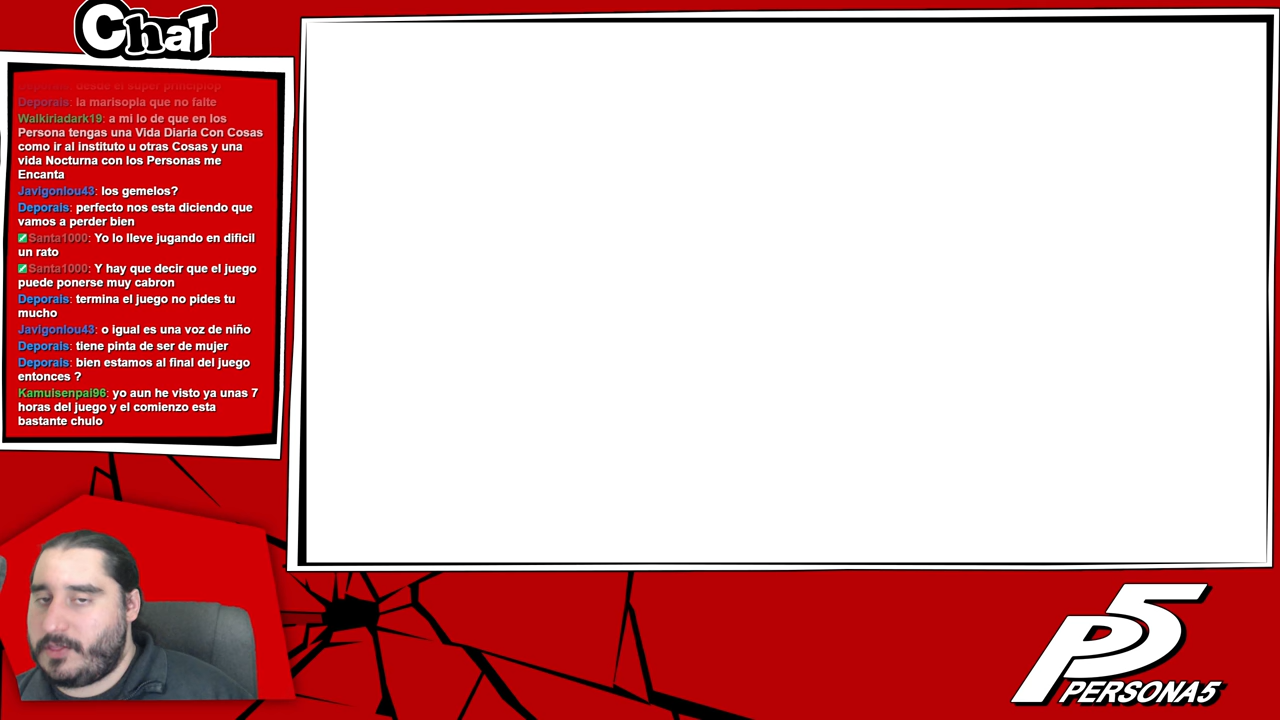 Chat
Deporais: desde el super principiop
Deporais: la marisopla que no falte
Walkiriadark19: a mi lo de que en los
Persona tengas una Vida Diaria Con Cosas
como ir al instituto u otras Cosas y una
vida Nocturna con los Personas me
Encanta
Javigonlou43: los gemelos?
Deporais: perfecto nos esta diciendo que
vamos a perder bien
Santa1000: Yo lo lleve jugando en dificil
un rato
Santa1000: Y hay que decir que el juego
puede ponerse muy cabron
Deporais: termina el juego no pides tu
mucho
Javigonlou43: o igual es una voz de niño
Deporais: tiene pinta de ser de mujer
Deporais: bien estamos al final del juego
entonces ?
Kamuisenpai96: yo aun he visto ya unas 7
horas del juego y el comienzo esta
bastante chulo
P5
PERSONA5